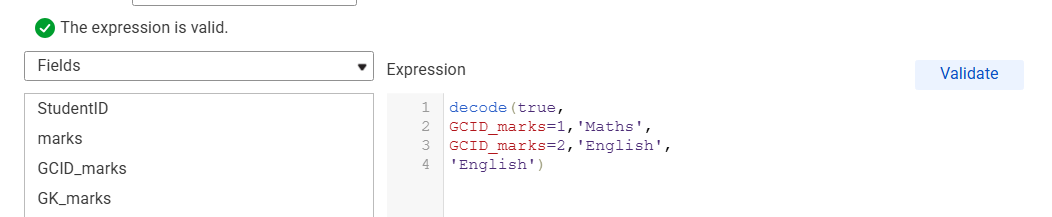 The expression is valid.
Fields
Expression
Validate
StudentID
marks
GCID_marks
GK_marks
1 decode(true,
2 GCID_marks=1,'Maths',
3 GCID_marks=2,'English',
4 'English')